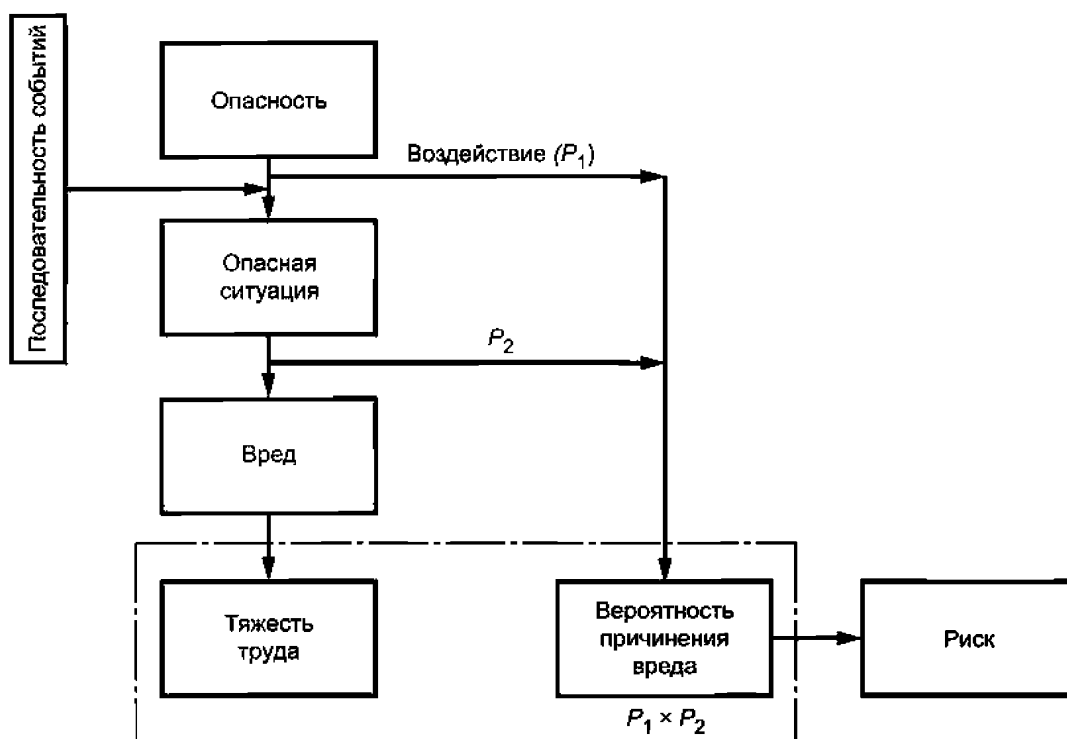 Последовательность событий
Опасность
Воздействие (P1)
Опасная
ситуация
P2
Вред
Тяжесть
труда
Вероятность
причинения
вреда
Риск
P1 × P2